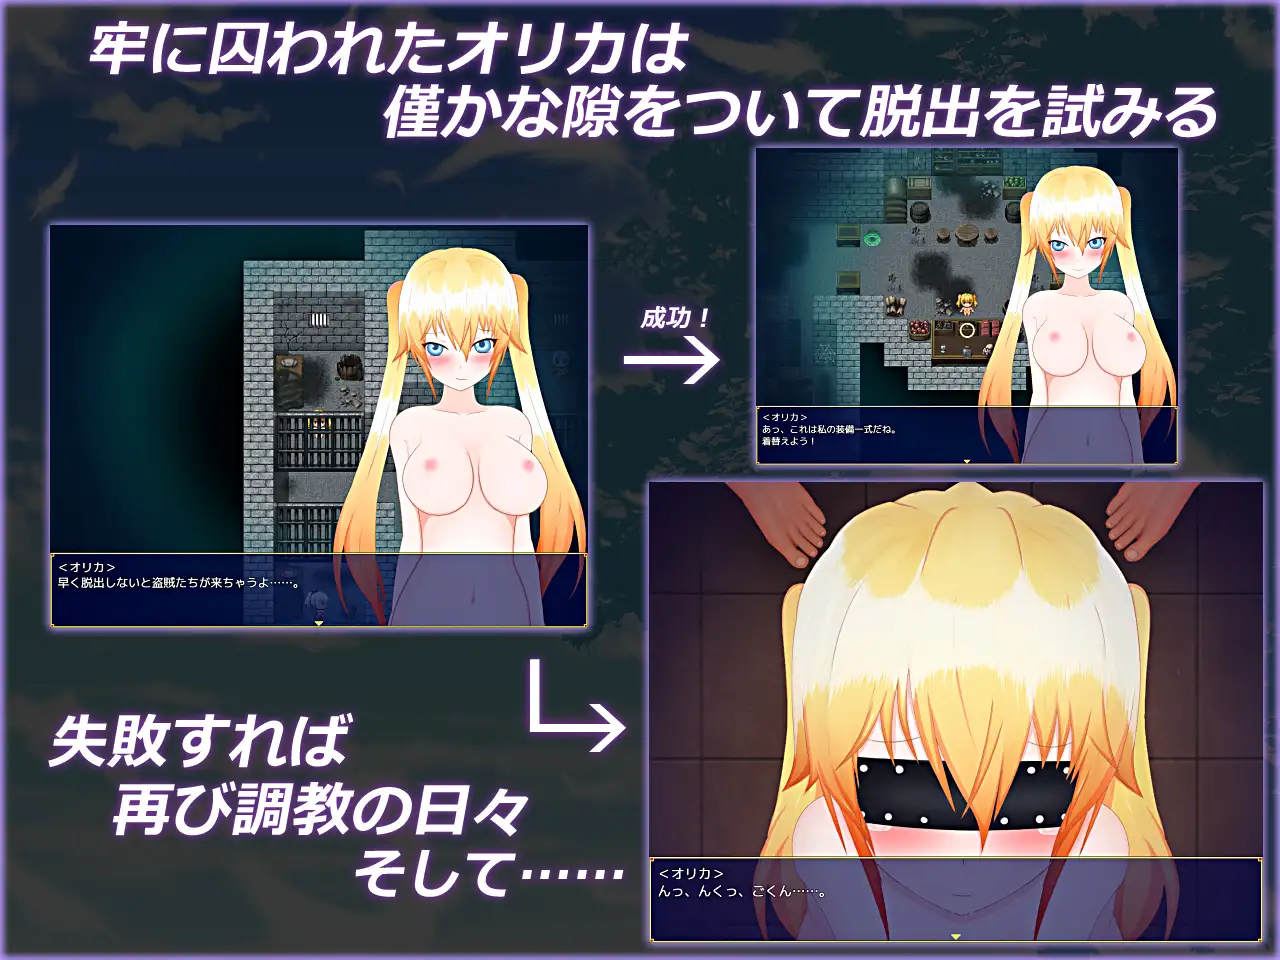 牢に囚われたオリカは
僅かな隙をついて脱出を試みる
成功！
＜オリカ＞
あっ、これは私の装備一式だね。
着替えよう！
＜オリカ＞
早く脱出しないと盗賊たちが来ちゃうよ……。
失敗すれば
再び調教の日々
そして……
＜オリカ＞
んっ、んくっ、ごくん……。